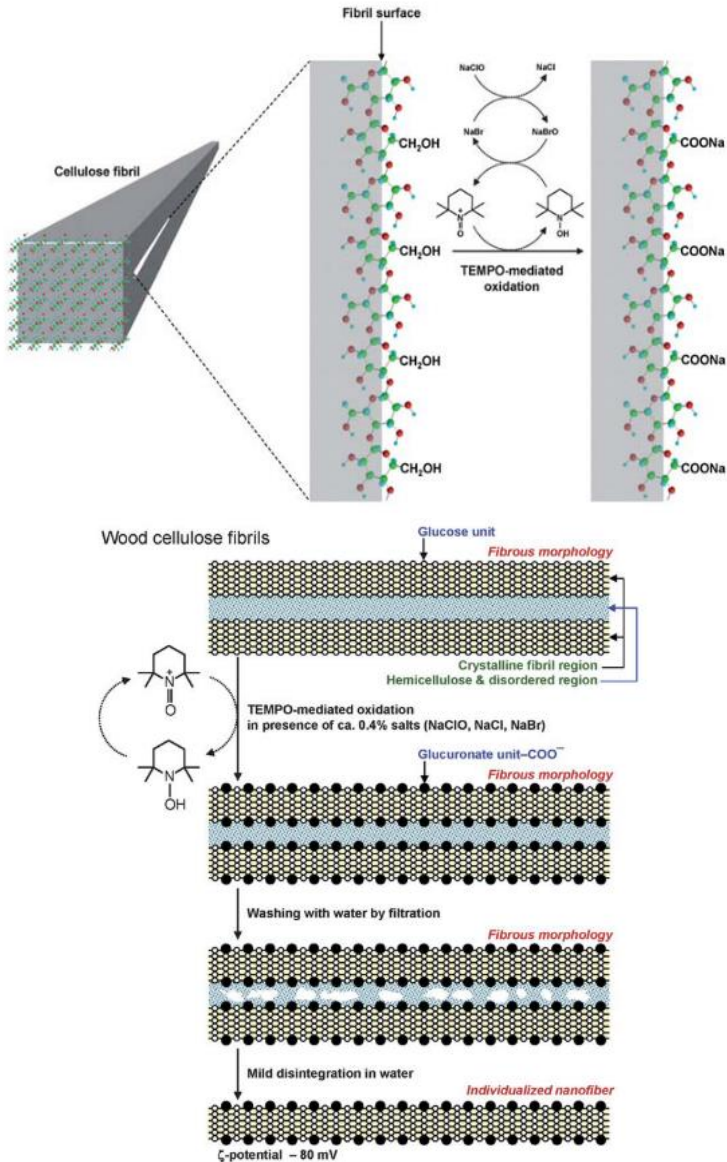 Fibril surface
NaClO
NaCl
NaBr
NaBrO
Cellulose fibril
CH₂OH
COONa
N
+
O
N
OH
CH₂OH
COONa
TEMPO-mediated
oxidation
CH₂OH
COONa
CH₂OH
COONa
Wood cellulose fibrils
Glucose unit
Fibrous morphology
Crystalline fibril region
Hemicellulose & disordered region
N
+
O
TEMPO-mediated oxidation
in presence of ca. 0.4% salts (NaClO, NaCl, NaBr)
N
OH
Glucuronate unit–COO⁻
Fibrous morphology
Washing with water by filtration
Fibrous morphology
Mild disintegration in water
Individualized nanofiber
ζ-potential – 80 mV